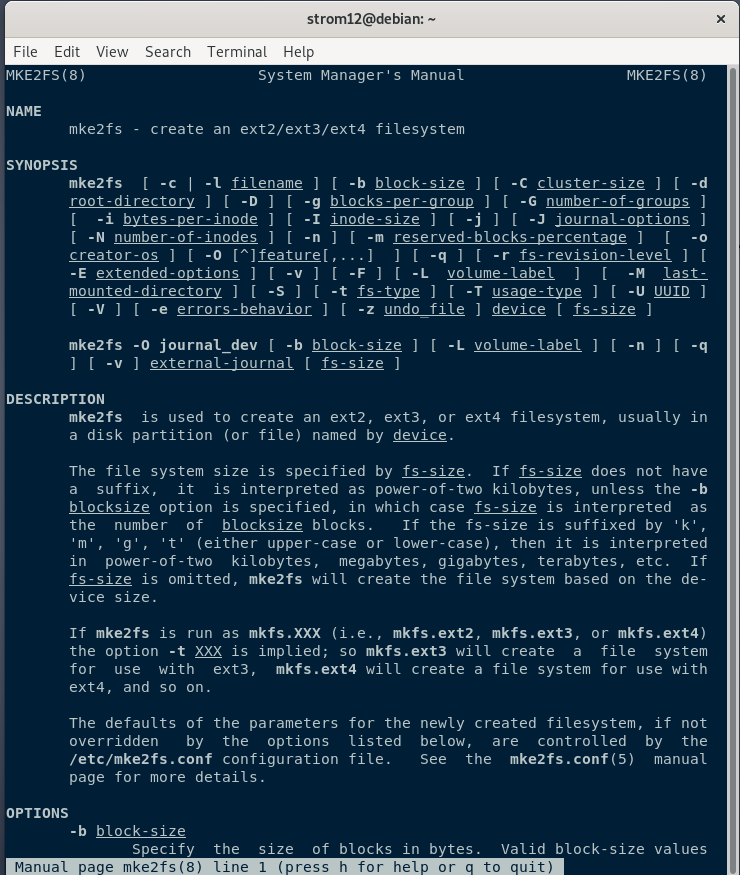 strom12@debian: ~ ×
File Edit View Search Terminal Help
MKE2FS(8) System Manager's Manual MKE2FS(8)
NAME
mke2fs - create an ext2/ext3/ext4 filesystem
SYNOPSIS
mke2fs [ -c | -l filename ] [ -b block-size ] [ -C cluster-size ] [ -d
root-directory ] [ -D ] [ -g blocks-per-group ] [ -G number-of-groups ]
[ -i bytes-per-inode ] [ -I inode-size ] [ -j ] [ -J journal-options ]
[ -N number-of-inodes ] [ -n ] [ -m reserved-blocks-percentage ] [ -o
creator-os ] [ -O [^]feature[,...] ] [ -q ] [ -r fs-revision-level ] [
-E extended-options ] [ -v ] [ -F ] [ -L volume-label ] [ -M last-
mounted-directory ] [ -S ] [ -t fs-type ] [ -T usage-type ] [ -U UUID ]
[ -V ] [ -e errors-behavior ] [ -z undo_file ] device [ fs-size ]
mke2fs -O journal_dev [ -b block-size ] [ -L volume-label ] [ -n ] [ -q
] [ -v ] external-journal [ fs-size ]
DESCRIPTION
mke2fs is used to create an ext2, ext3, or ext4 filesystem, usually in
a disk partition (or file) named by device.
The file system size is specified by fs-size. If fs-size does not have
a suffix, it is interpreted as power-of-two kilobytes, unless the -b
blocksize option is specified, in which case fs-size is interpreted as
the number of blocksize blocks. If the fs-size is suffixed by 'k',
'm', 'g', 't' (either upper-case or lower-case), then it is interpreted
in power-of-two kilobytes, megabytes, gigabytes, terabytes, etc. If
fs-size is omitted, mke2fs will create the file system based on the de-
vice size.
If mke2fs is run as mkfs.XXX (i.e., mkfs.ext2, mkfs.ext3, or mkfs.ext4)
the option -t XXX is implied; so mkfs.ext3 will create a file system
for use with ext3, mkfs.ext4 will create a file system for use with
ext4, and so on.
The defaults of the parameters for the newly created filesystem, if not
overridden by the options listed below, are controlled by the
/etc/mke2fs.conf configuration file. See the mke2fs.conf(5) manual
page for more details.
OPTIONS
-b block-size
Specify the size of blocks in bytes. Valid block-size values
Manual page mke2fs(8) line 1 (press h for help or q to quit)